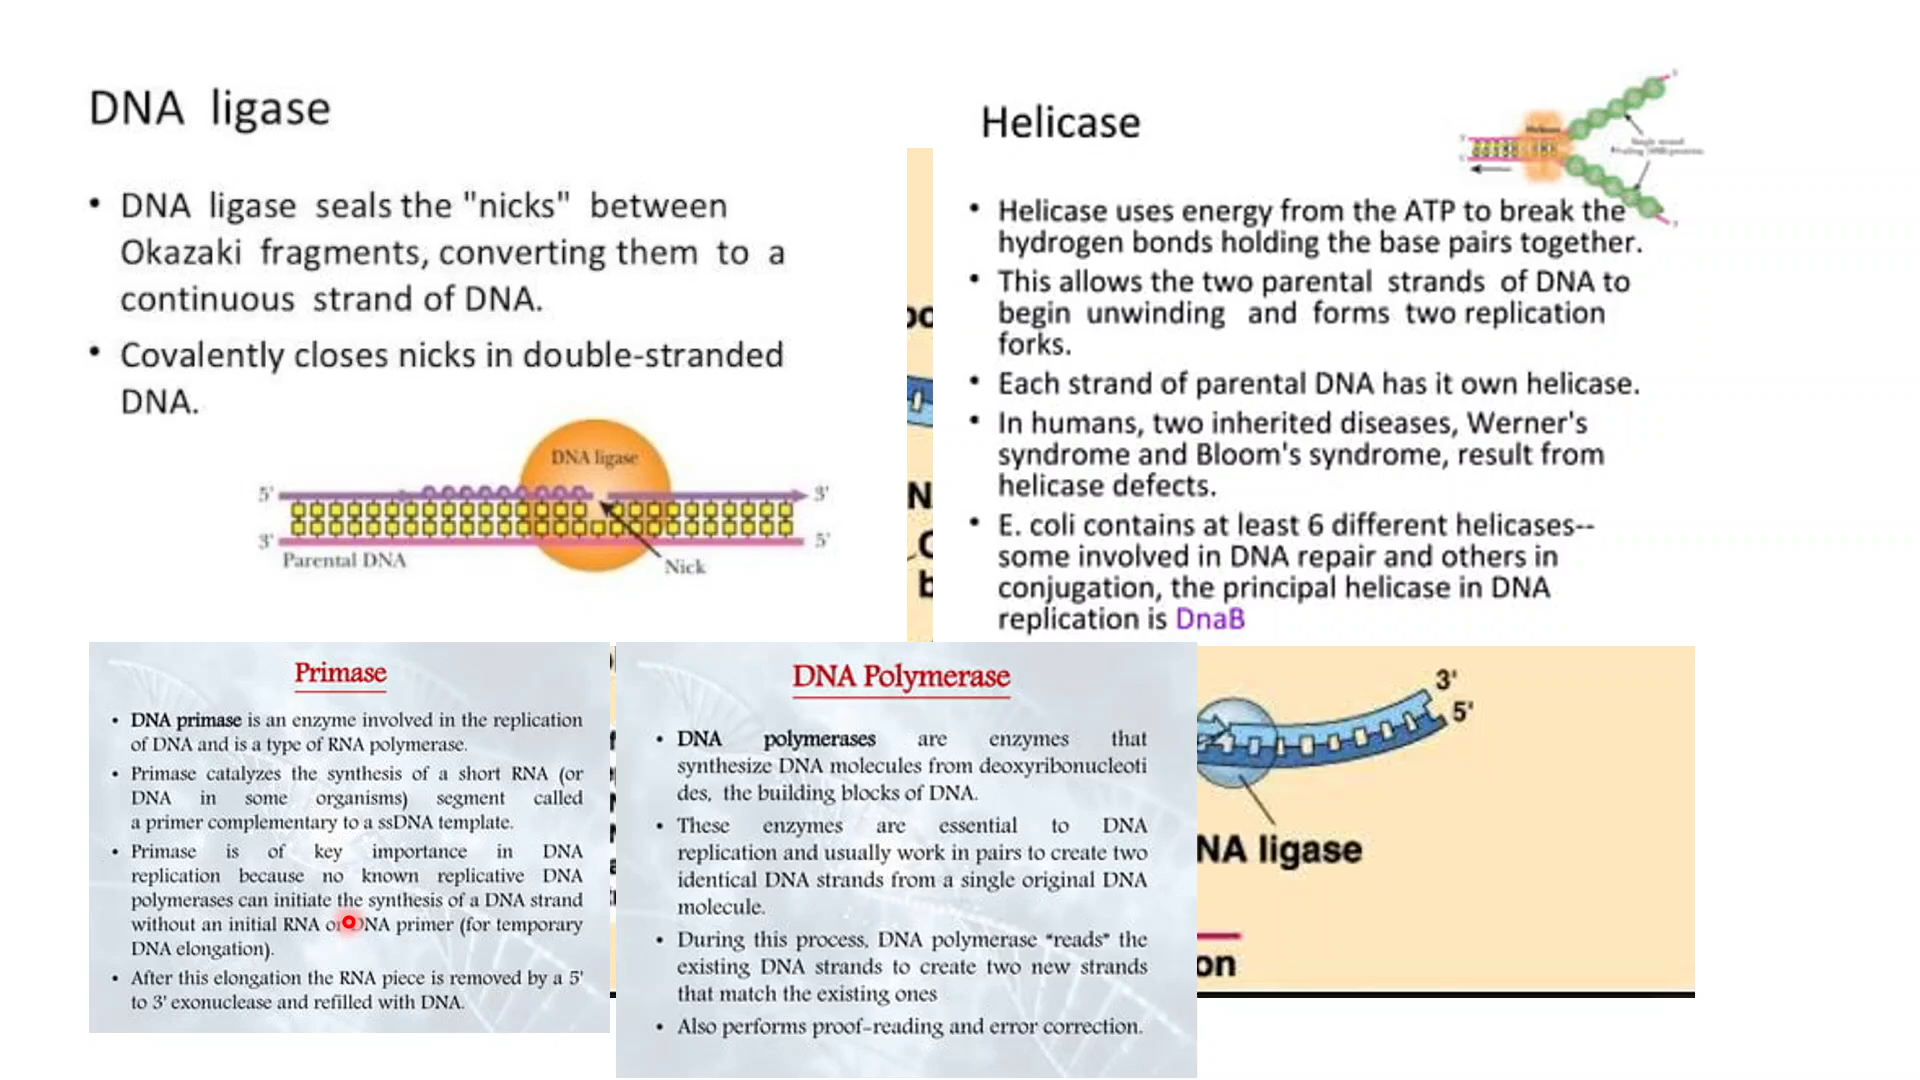 DNA ligase
• DNA ligase seals the "nicks" between
Okazaki fragments, converting them to a
continuous strand of DNA.
• Covalently closes nicks in double-stranded
DNA.
DNA ligase
5'
3'
3'
5'
Parental DNA
Nick
Helicase
• Helicase uses energy from the ATP to break the
hydrogen bonds holding the base pairs together.
• This allows the two parental strands of DNA to
begin unwinding and forms two replication
forks.
• Each strand of parental DNA has it own helicase.
• In humans, two inherited diseases, Werner's
syndrome and Bloom's syndrome, result from
helicase defects.
• E. coli contains at least 6 different helicases--
some involved in DNA repair and others in
conjugation, the principal helicase in DNA
replication is DnaB
Primase
• DNA primase is an enzyme involved in the replication
of DNA and is a type of RNA polymerase.
• Primase catalyzes the synthesis of a short RNA (or
DNA in some organisms) segment called
a primer complementary to a ssDNA template.
• Primase is of key importance in DNA
replication because no known replicative DNA
polymerases can initiate the synthesis of a DNA strand
without an initial RNA or DNA primer (for temporary
DNA elongation).
• After this elongation the RNA piece is removed by a 5'
to 3' exonuclease and refilled with DNA.
DNA Polymerase
• DNA polymerases are enzymes that
synthesize DNA molecules from deoxyribonucleoti
des, the building blocks of DNA.
• These enzymes are essential to DNA
replication and usually work in pairs to create two
identical DNA strands from a single original DNA
molecule.
• During this process, DNA polymerase "reads" the
existing DNA strands to create two new strands
that match the existing ones
• Also performs proof-reading and error correction.
3'
5'
NA ligase
on